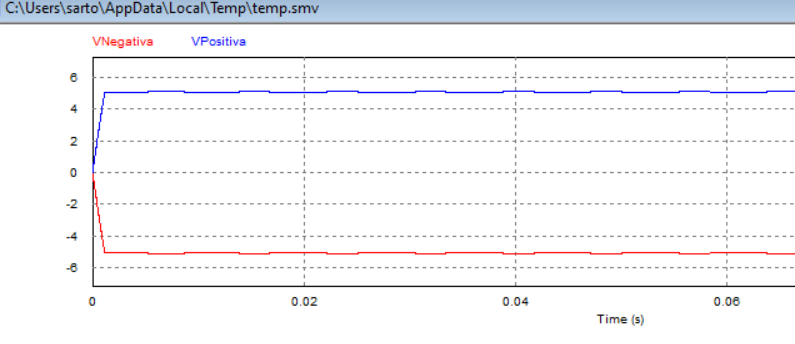 C:\Users\sarto\AppData\Local\Temp\temp.smv
VNegativa VPositiva
6
4
2
0
-2
-4
-6
0 0.02 0.04 0.06
Time (s)